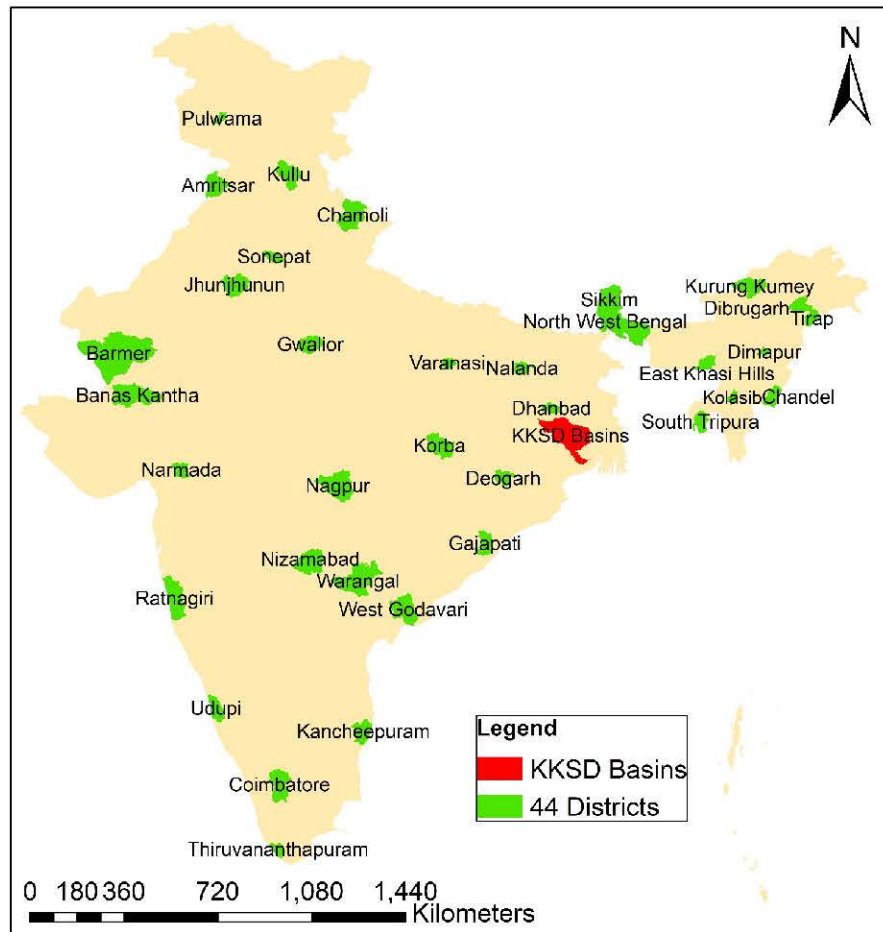 N
Pulwama
Kullu
Amritsar
Chamoli
Sonepat
Jhunjhunun
Sikkim
Kurung Kumey
North West Bengal
Dibrugarh
Tirap
Barmer
Gwalior
Varanasi
Nalanda
Dimapur
East Khasi Hills
Banas Kantha
Kolasib
Chandel
Dhanbad
South Tripura
KKSD Basins
Korba
Narmada
Deogarh
Nagpur
Gajapati
Nizamabad
Warangal
Ratnagiri
West Godavari
Udupi
Kancheepuram
Legend
KKSD Basins
44 Districts
Coimbatore
Thiruvananthapuram
0 180 360 720 1,080 1,440
Kilometers